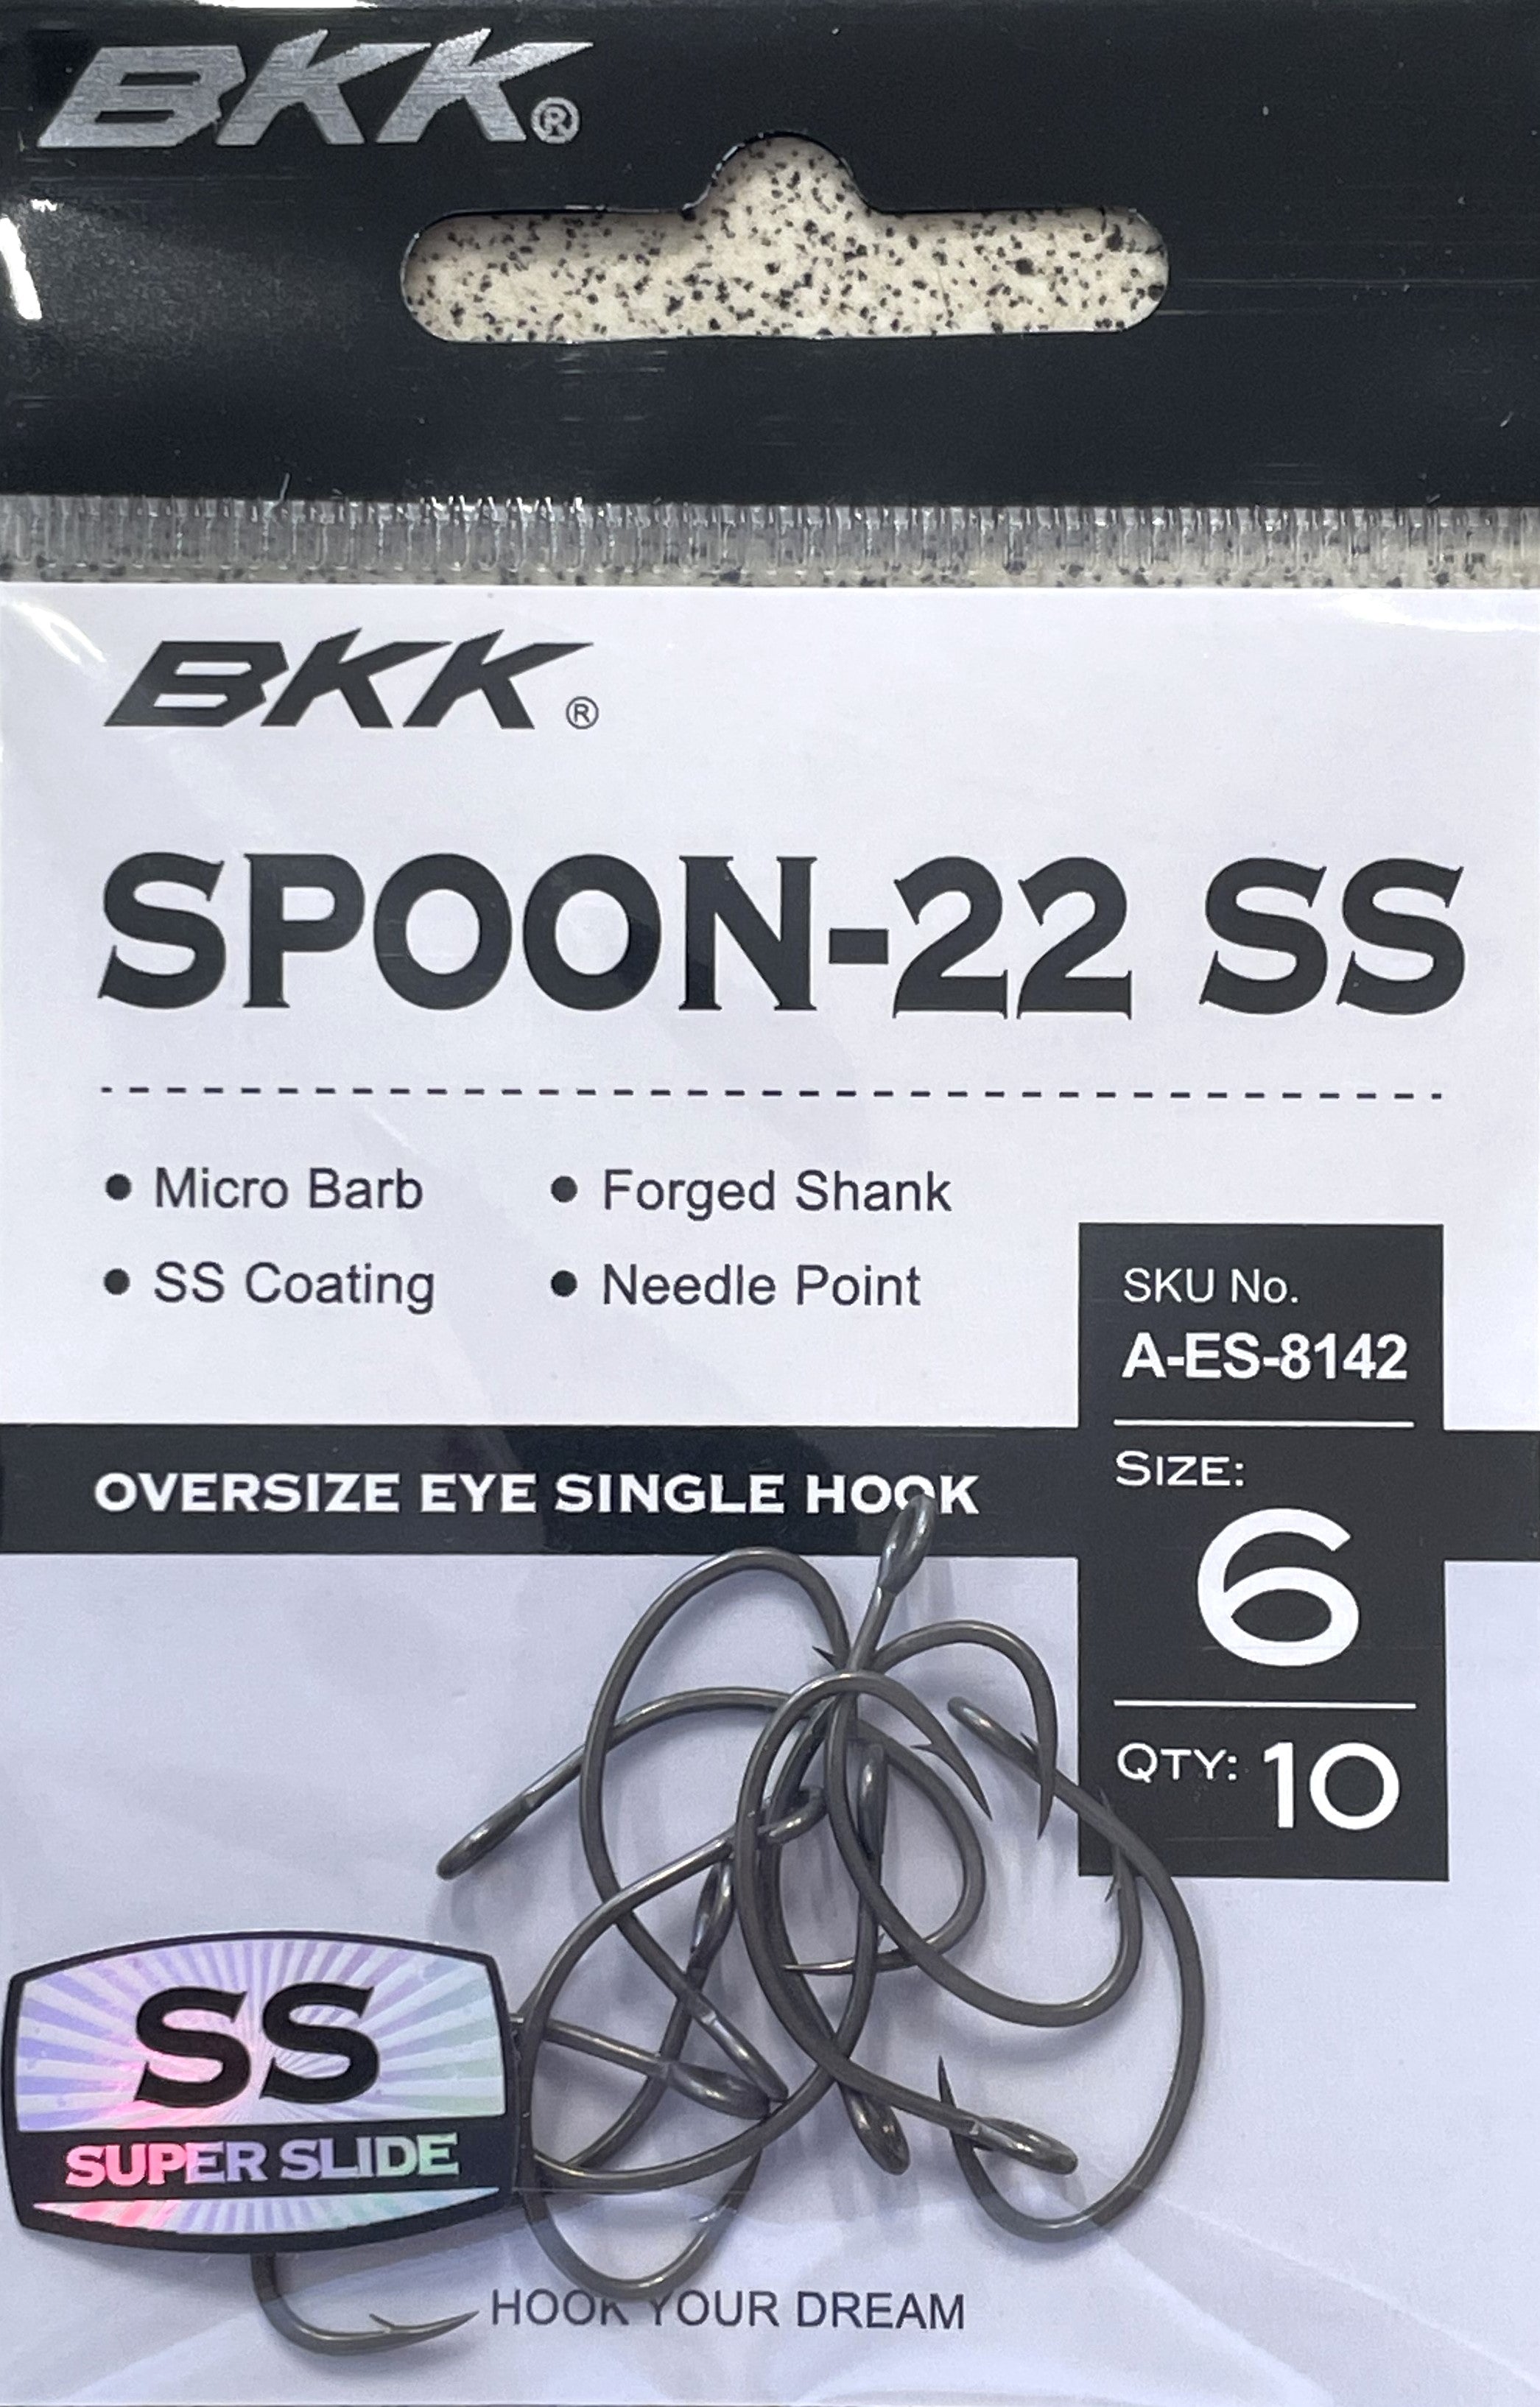 BKK®
BKK®
SPOON-22 SS
• Micro Barb
• Forged Shank
• SS Coating
• Needle Point
SKU No.
A-ES-8142
OVERSIZE EYE SINGLE HOOK
SIZE:
6
QTY: 10
SS
SUPER SLIDE
HOOK YOUR DREAM